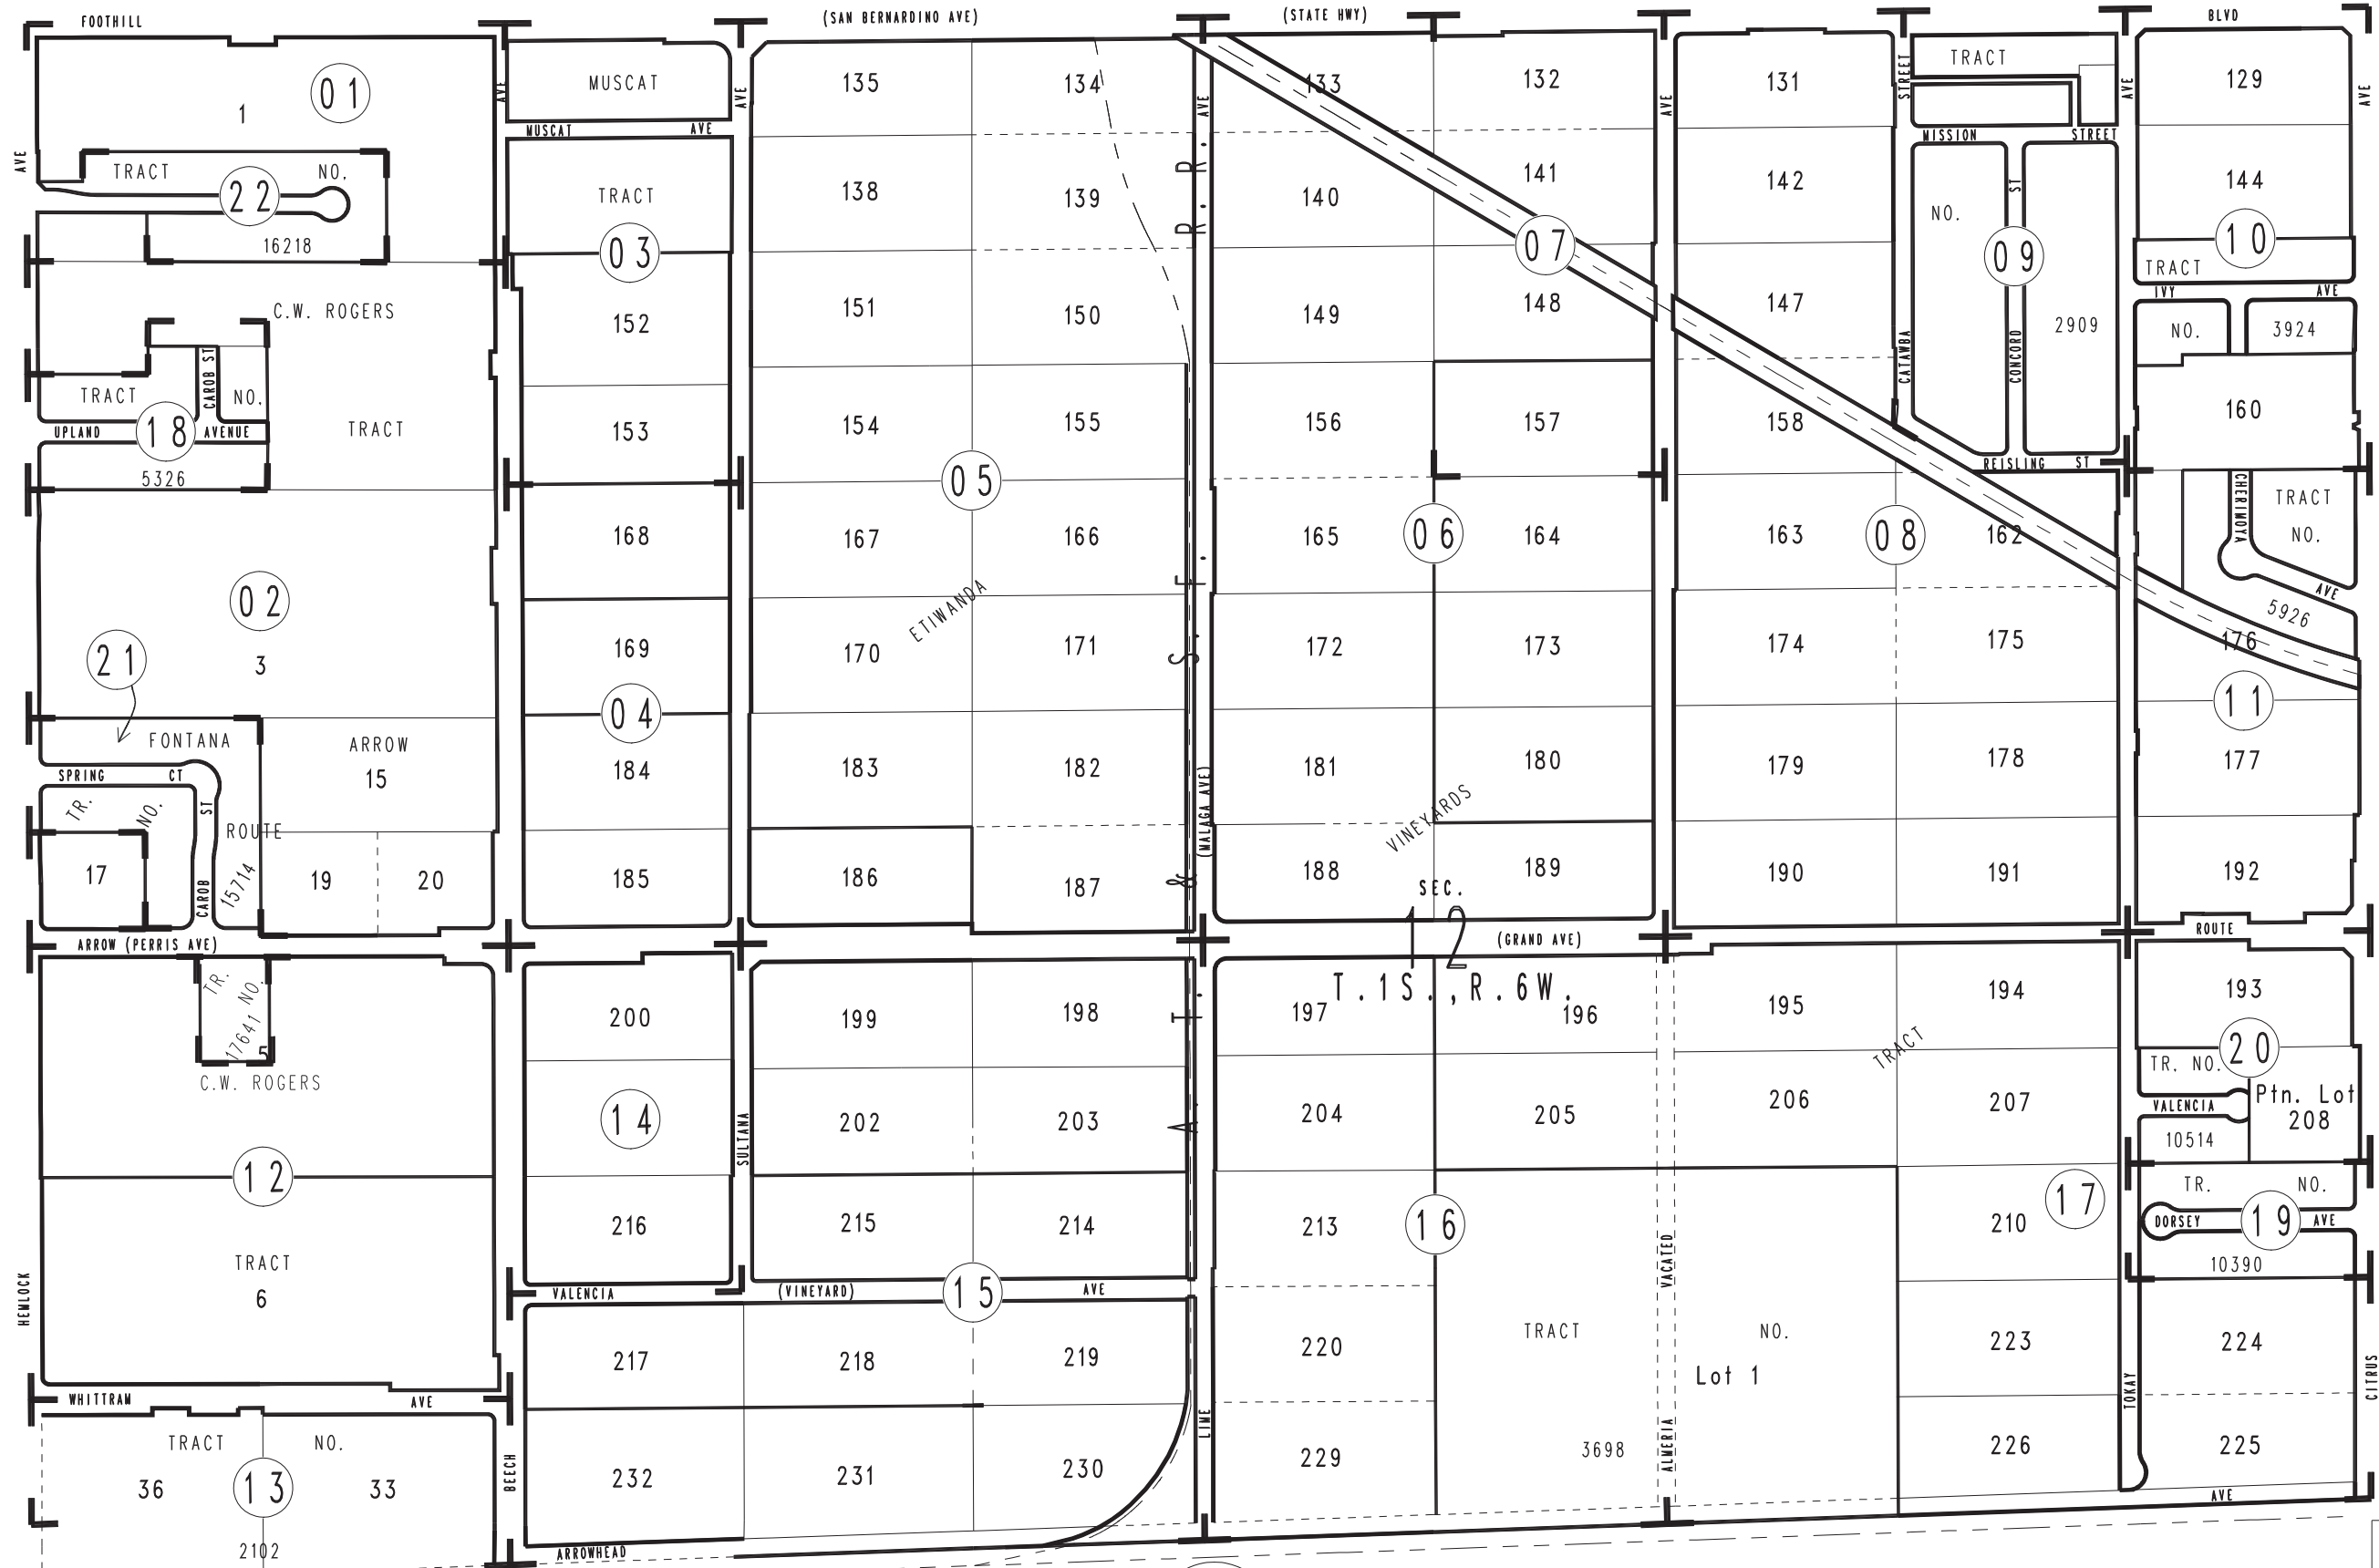 FOOTHILL (SAN BERNARDINO AVE) (STATE HWY) BLVD
AVE AVE AVE AVE AVE STREET AVE AVE
01
1
MUSCAT
MUSCAT AVE
135 134 133 132 131
TRACT
129
MISSION STREET
TRACT NO.
22
16218
TRACT
03
138 139 140 141 142
R. R.
07
NO.
ST
09
144
10
TRACT
IVY AVE
C.W. ROGERS
152
151 150 149 148 147
CATAWBA
CONCORD
2909
NO. 3924
TRACT
CAROB ST
NO.
18
UPLAND AVENUE
5326
TRACT
153
154 155 156 157 158
160
REISLING ST
05
168
167 166 165 164 163 162
06
08
CHERIMOYA
TRACT
NO.
AVE
5926
02
3
21
ETIWANDA
S. F.
169
170 171 172 173 174 175 176
04
11
FONTANA
ARROW
15
SPRING CT
TR. NO.
ST
ROUTE
184
183 182 181 180 179 178 177
(MALAGA AVE)
VINEYARDS
17
CAROB
15714
19 20
185
186 187 188 189 190 191 192
&
SEC.
12
T.1S.,R.6W.
ARROW (PERRIS AVE) (GRAND AVE) ROUTE
TR. NO.
17641
5
C.W. ROGERS
200
199 198 197 196 195 194 193
T.
TRACT
20
TR. NO.
VALENCIA
10514
Ptn. Lot
208
14
SULTANA
202 203 204 205 206 207
A.
12
216
215 214 213
16
210
17
TR. NO.
DORSEY 19 AVE
10390
TRACT
6
HEMLOCK
VALENCIA (VINEYARD) 15 AVE
VACATED
217 218 219 220
TRACT NO.
Lot 1
223 224
TOKAY
CITRUS
WHITTRAM AVE
TRACT NO.
36 13 33
2102
BEECH
232 231 230 229
LIME
3698
ALMERIA
226 225
AVE
ARROWHEAD